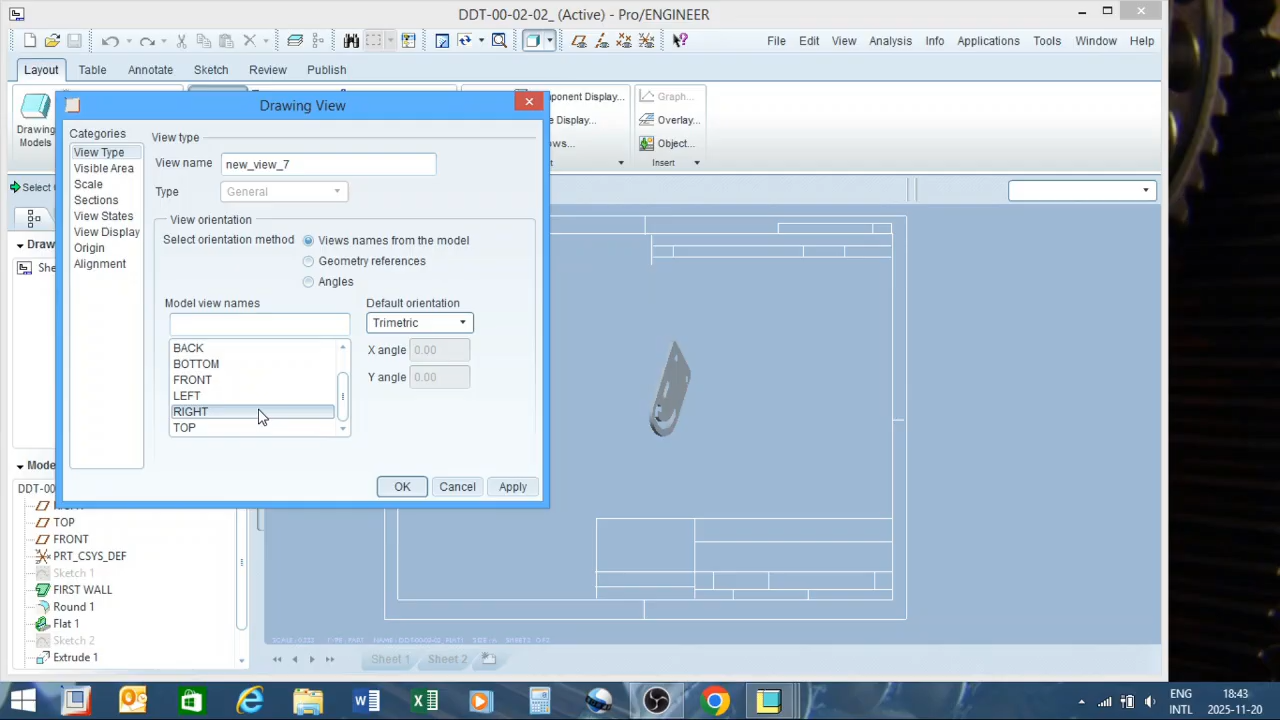 DDT-00-02-02_ (Active) - Pro/ENGINEER
File Edit View Analysis Info Applications Tools Window Help
Layout Table Annotate Sketch Review Publish
Drawing Models
Component Display...
Graph...
Overlay...
Object...
Insert
Drawing View
Categories
View Type
Visible Area
Scale
Sections
View States
View Display
Origin
Alignment
View type
View name new_view_7
Type General
View orientation
Select orientation method
Views names from the model
Geometry references
Angles
Model view names
BACK
BOTTOM
FRONT
LEFT
RIGHT
TOP
Default orientation
Trimetric
X angle 0.00
Y angle 0.00
OK Cancel Apply
Select
DDT-00
TOP
FRONT
PRT_CSYS_DEF
Sketch 1
FIRST WALL
Round 1
Flat 1
Sketch 2
Extrude 1
Sheet 1 Sheet 2
ENG
INTL
18:43
2025-11-20